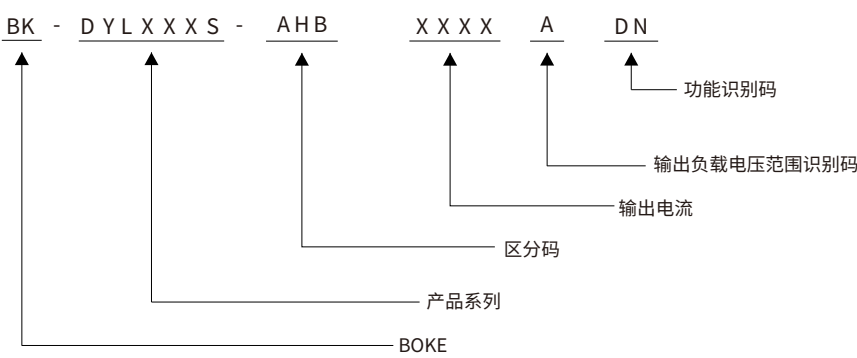 BK - DYLXXXS - AHB XXXX A DN
功能识别码
输出负载电压范围识别码
输出电流
区分码
产品系列
BOKE